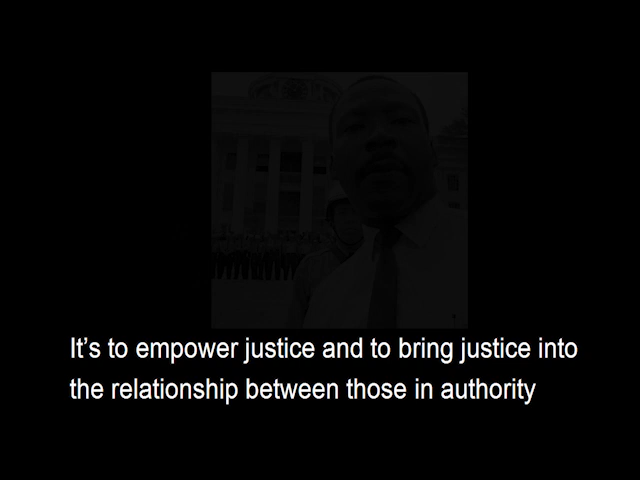 It’s to empower justice and to bring justice into
the relationship between those in authority